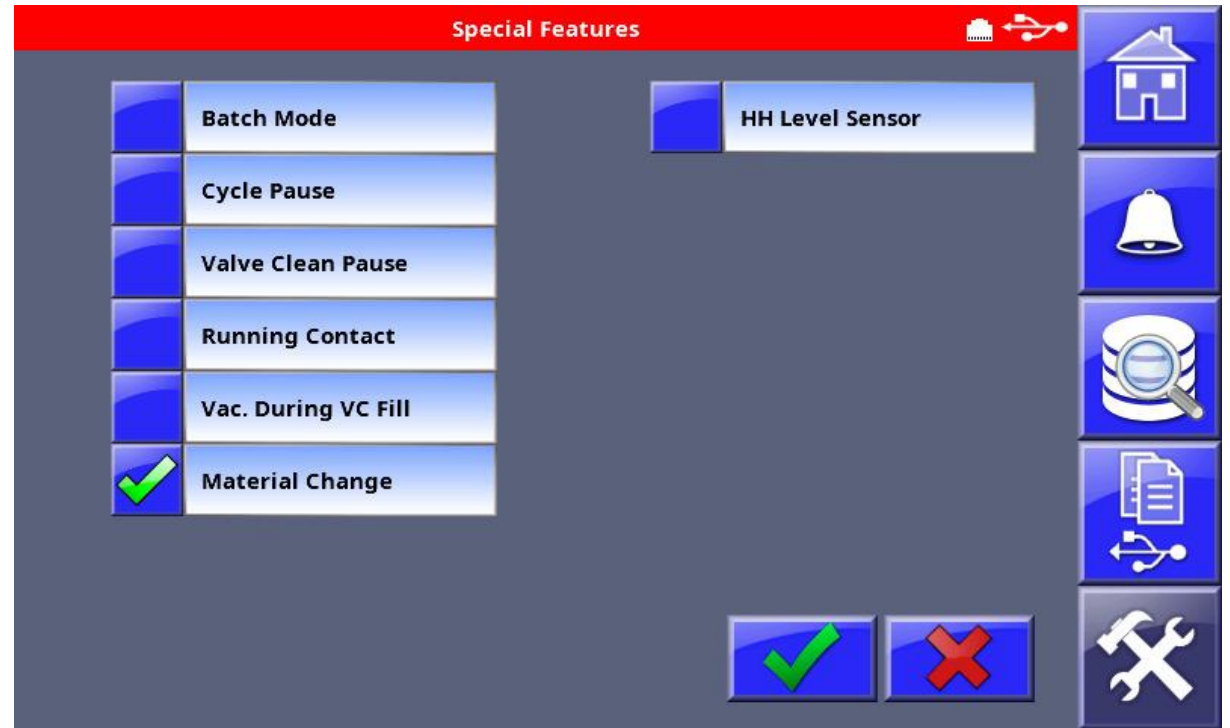 Special Features
Batch Mode
HH Level Sensor
Cycle Pause
Valve Clean Pause
Running Contact
Vac. During VC Fill
Material Change